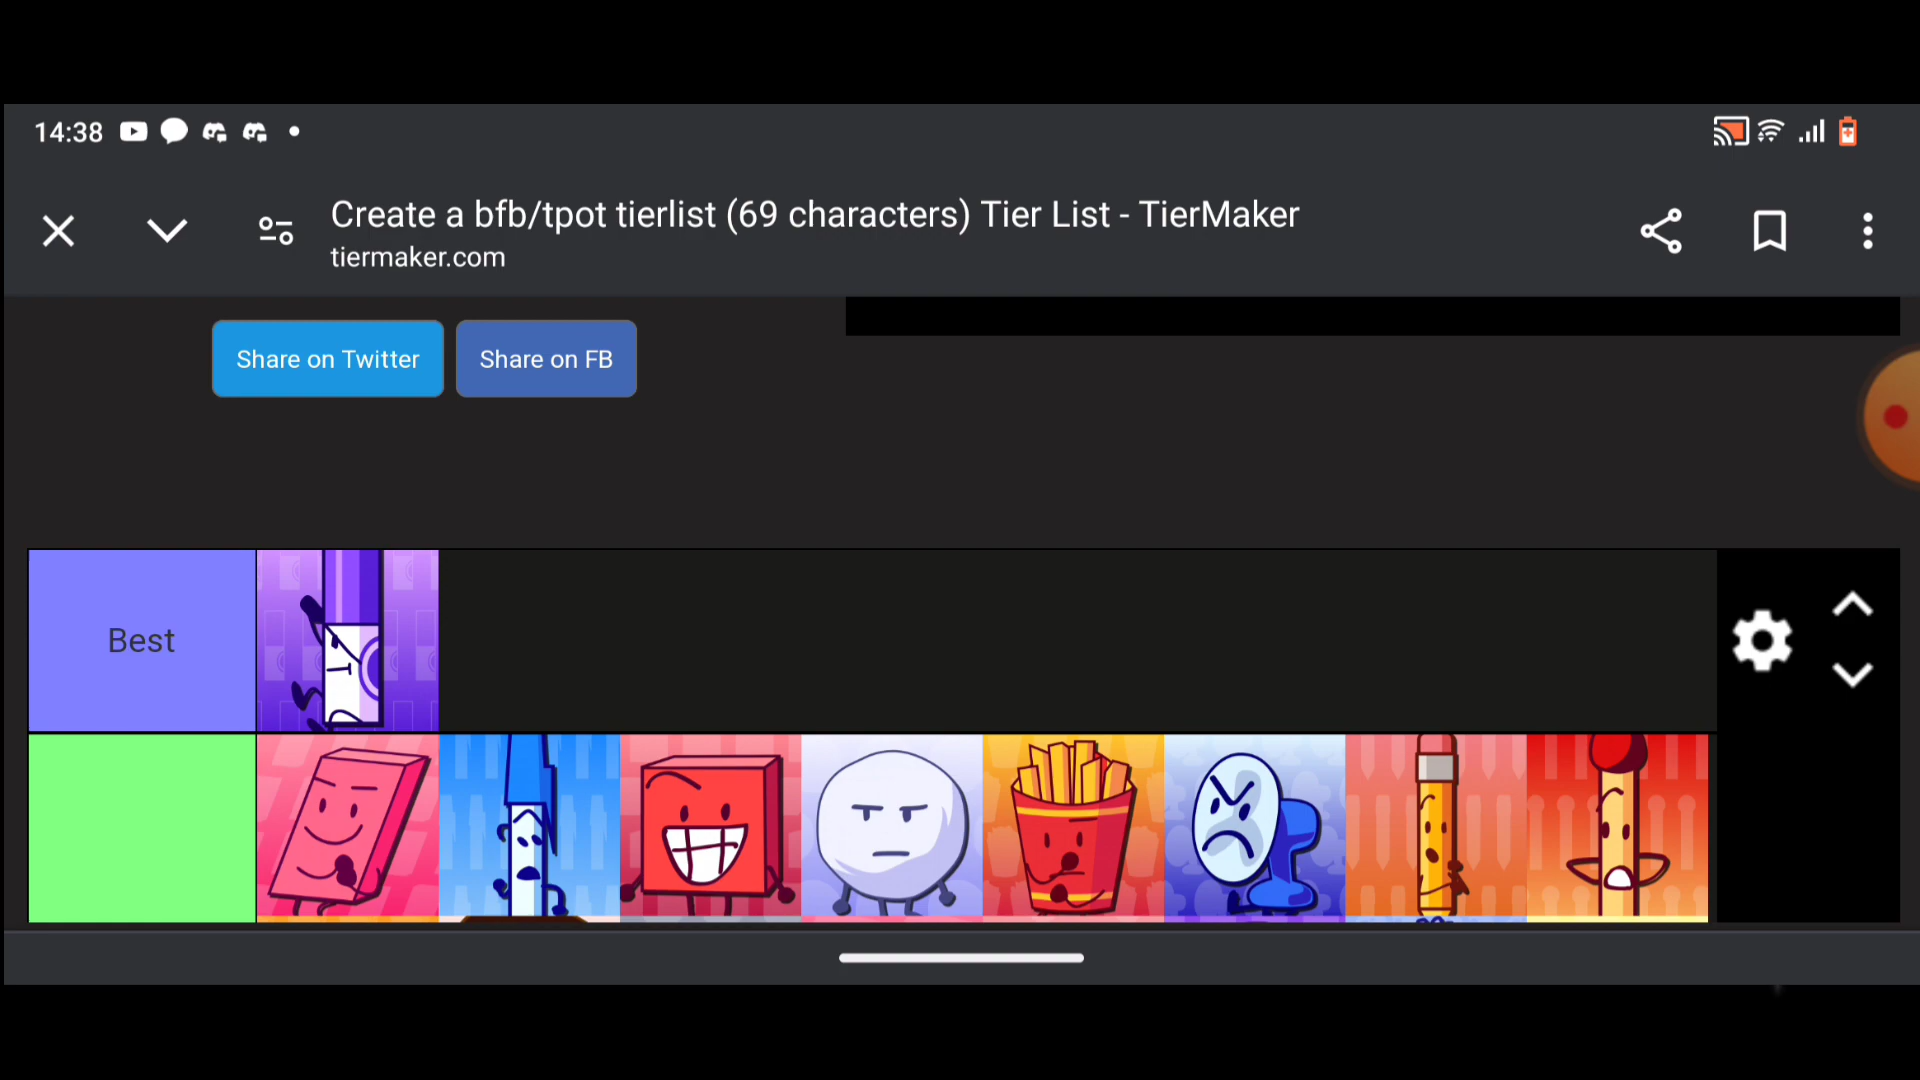 14:38
Create a bfb/tpot tierlist (69 characters) Tier List - TierMaker
tiermaker.com
Share on Twitter
Share on FB
Best